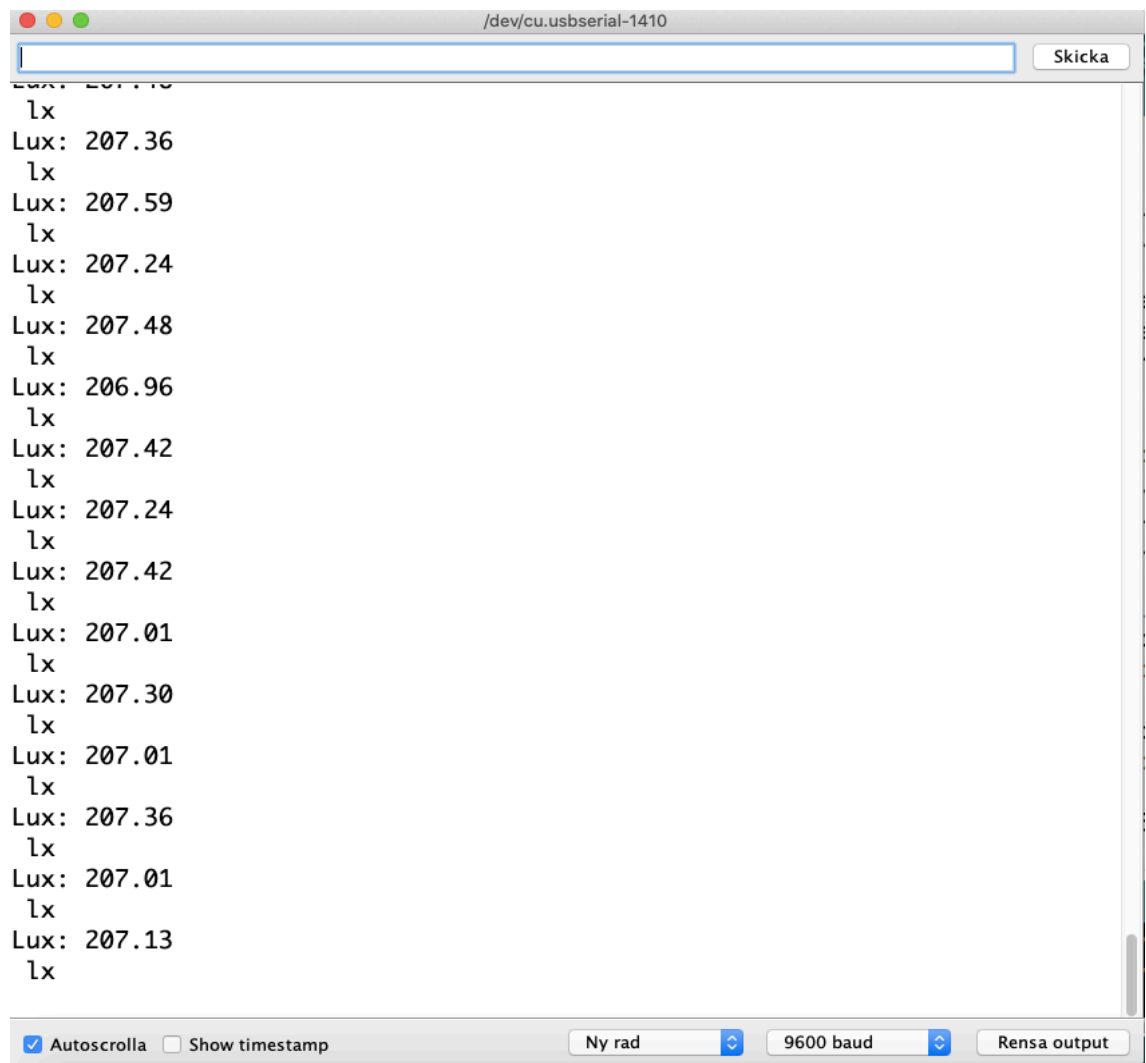 /dev/cu.usbserial-1410
Skicka
lx
Lux: 207.36
lx
Lux: 207.59
lx
Lux: 207.24
lx
Lux: 207.48
lx
Lux: 206.96
lx
Lux: 207.42
lx
Lux: 207.24
lx
Lux: 207.42
lx
Lux: 207.01
lx
Lux: 207.30
lx
Lux: 207.01
lx
Lux: 207.36
lx
Lux: 207.01
lx
Lux: 207.13
lx
Autoscrolla Show timestamp Ny rad 9600 baud Rensa output